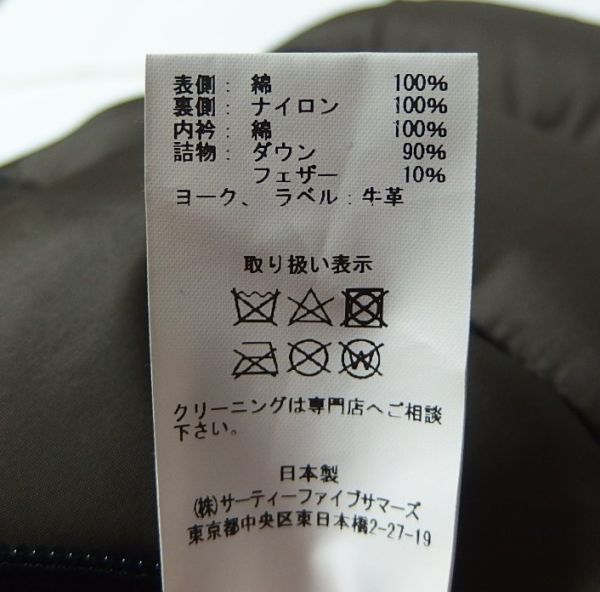 表側: 綿 100%
裏側: ナイロン 100%
内衿: 綿 100%
詰物: ダウン 90%
フェザー 10%
ヨーク、ラベル:牛革
取り扱い表示
W
クリーニングは専門店へご相談
下さい。
日本製
(株)サーティーファイブサマーズ
東京都中央区東日本橋2-27-19